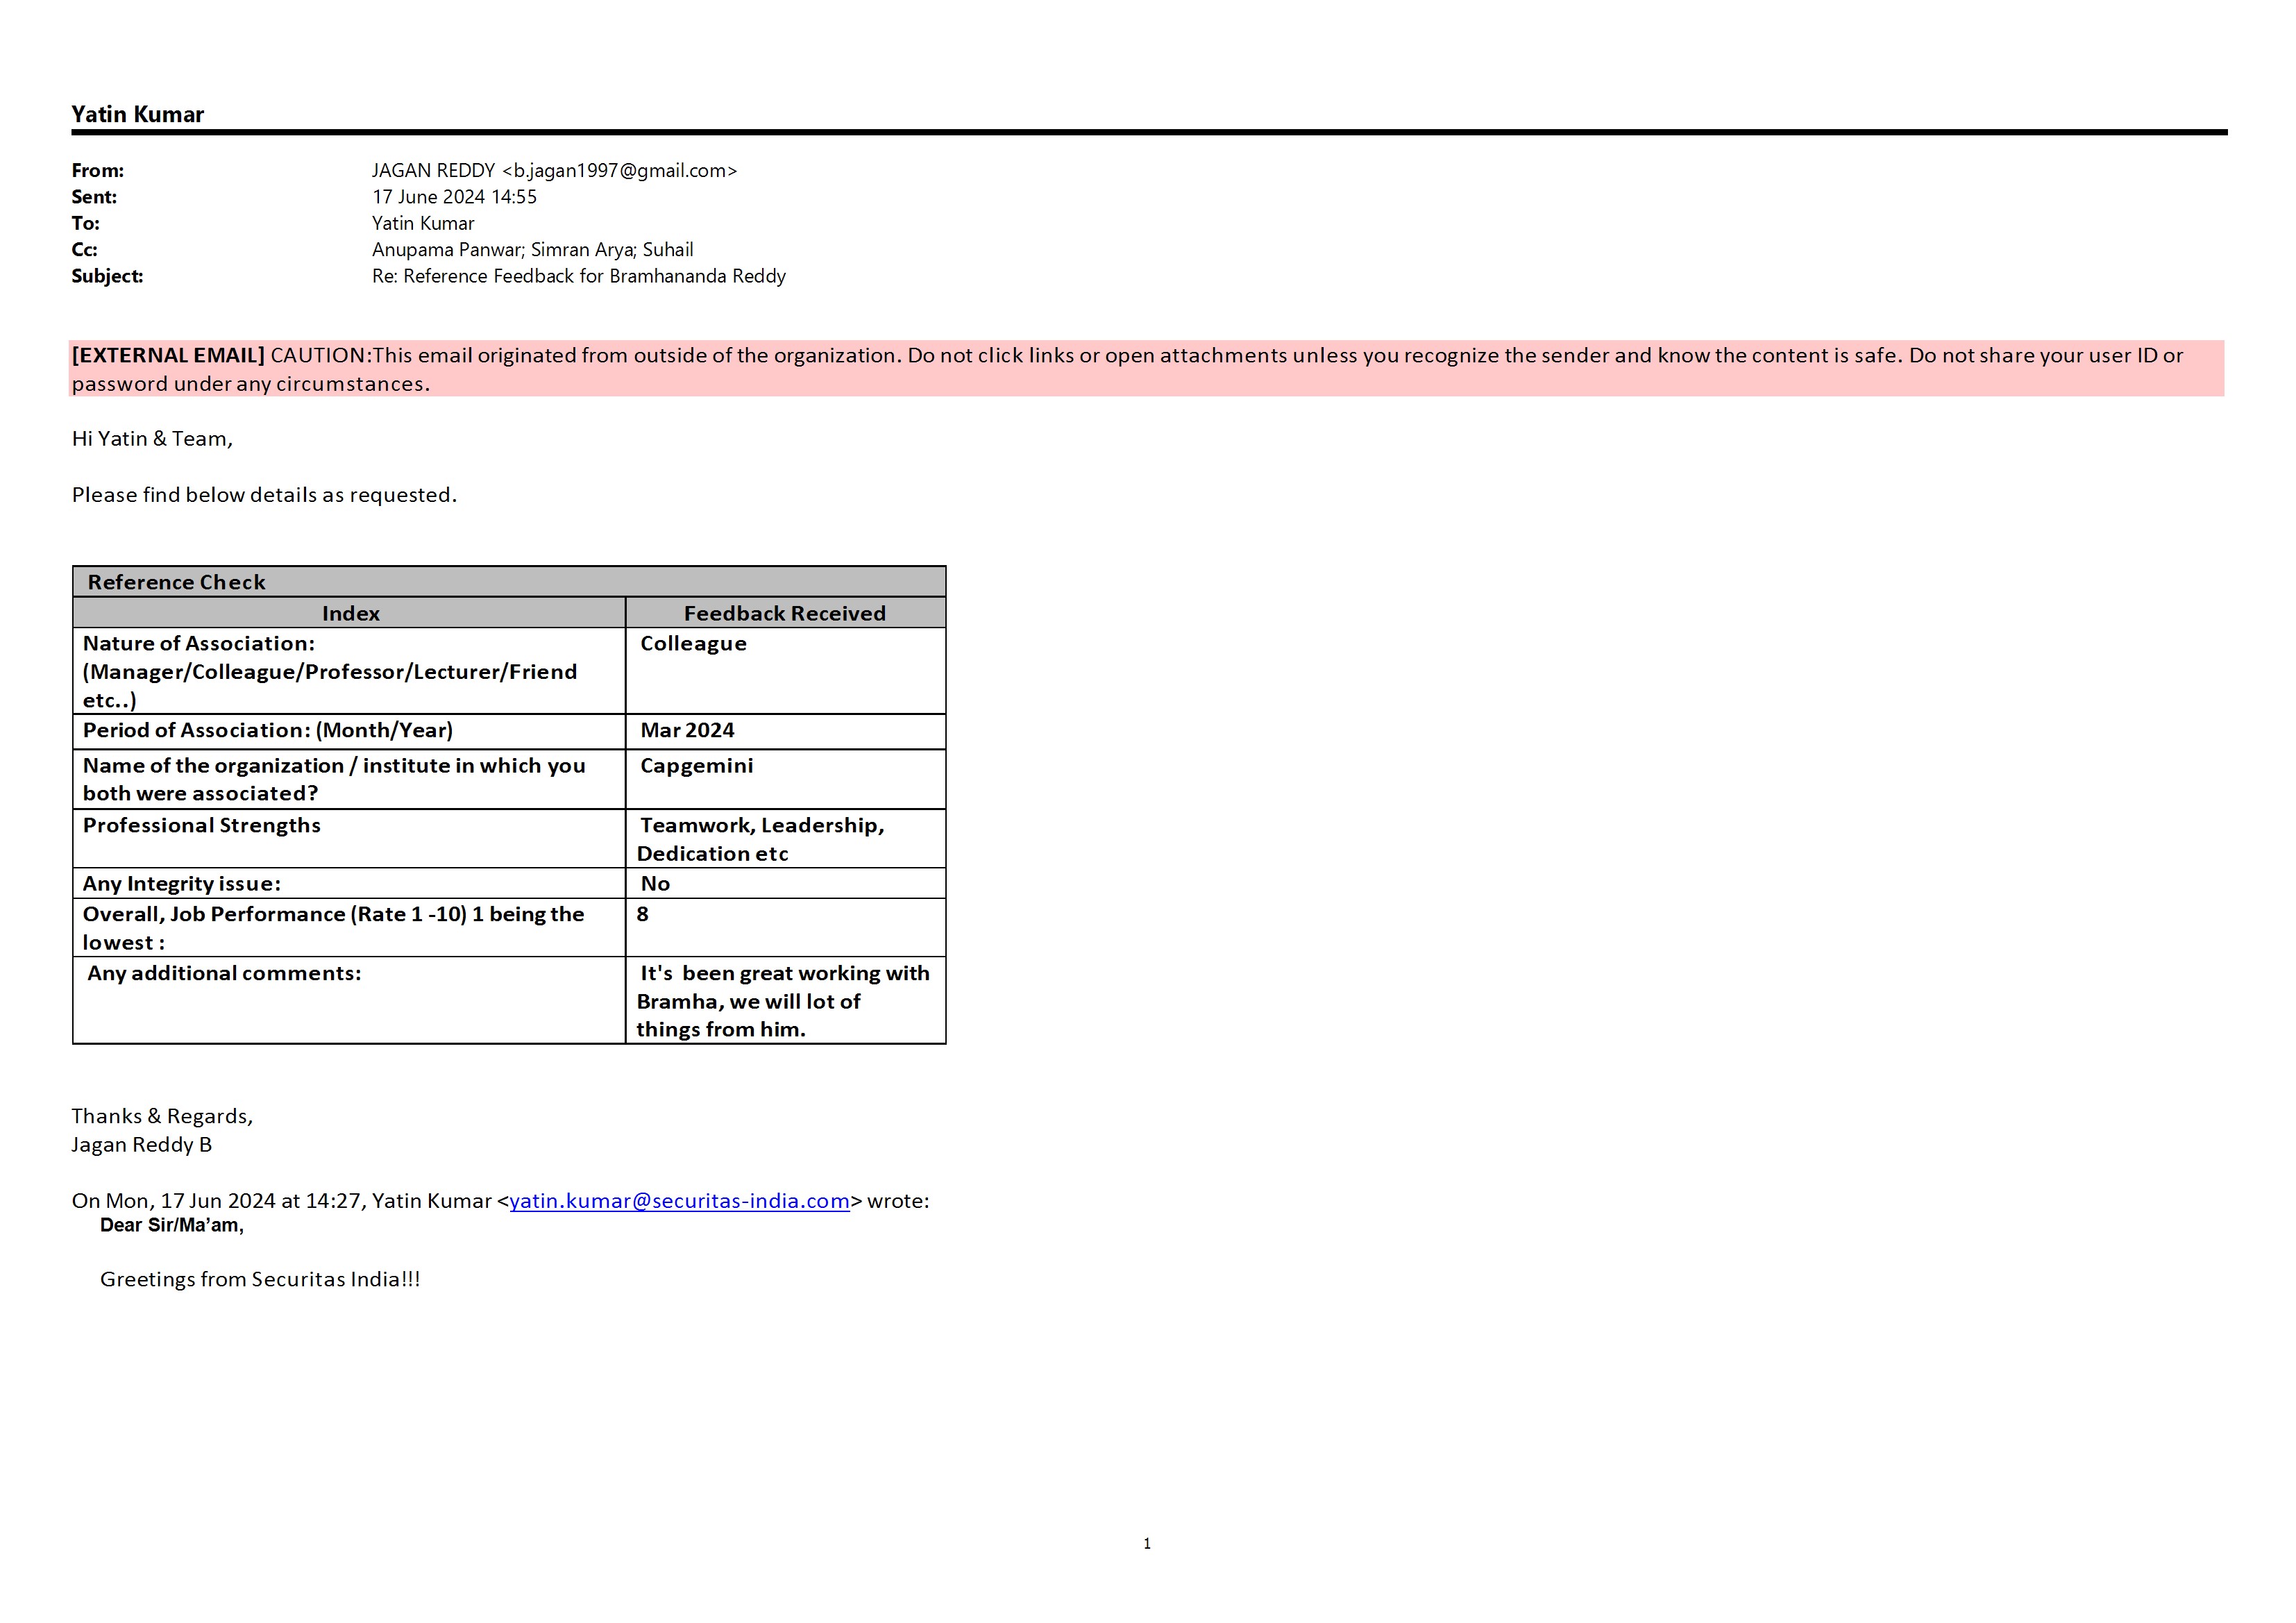 Yatin Kumar
From: JAGAN REDDY <b.jagan1997@gmail.com>
Sent: 17 June 2024 14:55
To: Yatin Kumar
Cc: Anupama Panwar; Simran Arya; Suhail
Subject: Re: Reference Feedback for Bramhananda Reddy
[EXTERNAL EMAIL] CAUTION:This email originated from outside of the organization. Do not click links or open attachments unless you recognize the sender and know the content is safe. Do not share your user ID or
password under any circumstances.
Hi Yatin & Team,
Please find below details as requested.
Reference Check
Index Feedback Received
Nature of Association: Colleague
(Manager/Colleague/Professor/Lecturer/Friend
etc..)
Period of Association: (Month/Year) Mar 2024
Name of the organization / institute in which you Capgemini
both were associated?
Professional Strengths Teamwork, Leadership,
Dedication etc
Any Integrity issue: No
Overall, Job Performance (Rate 1 -10) 1 being the 8
lowest :
Any additional comments: It's  been great working with
Bramha, we will lot of
things from him.
Thanks & Regards,
Jagan Reddy B
On Mon, 17 Jun 2024 at 14:27, Yatin Kumar <yatin.kumar@securitas-india.com> wrote:
Dear Sir/Ma’am,
Greetings from Securitas India!!!
1